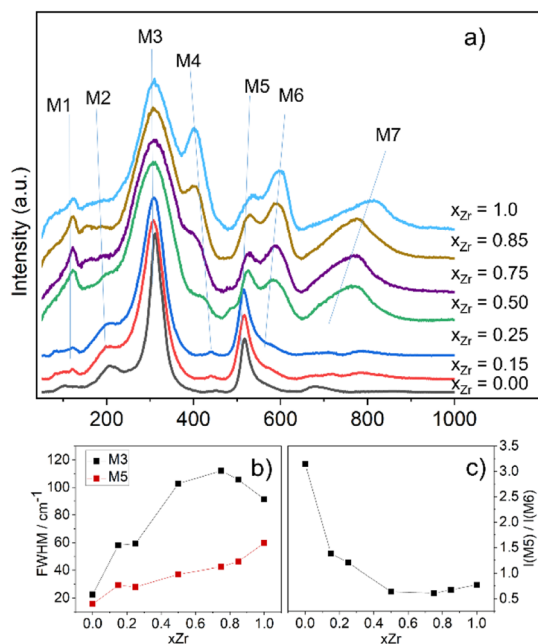 a)
M3
M4
M1
M2
M5
M6
M7
Intensity (a.u.)
xZr = 1.0
xZr = 0.85
xZr = 0.75
xZr = 0.50
xZr = 0.25
xZr = 0.15
xZr = 0.00
200 400 600 800 1000
b)
M3
M5
FWHM / cm-1
120
100
80
60
40
20
0.0 0.2 0.4 0.6 0.8 1.0
xZr
c)
3.5
3.0
2.5
2.0
1.5
1.0
0.5
0.0
I(M5) / I(M6)
0.0 0.2 0.4 0.6 0.8 1.0
xZr